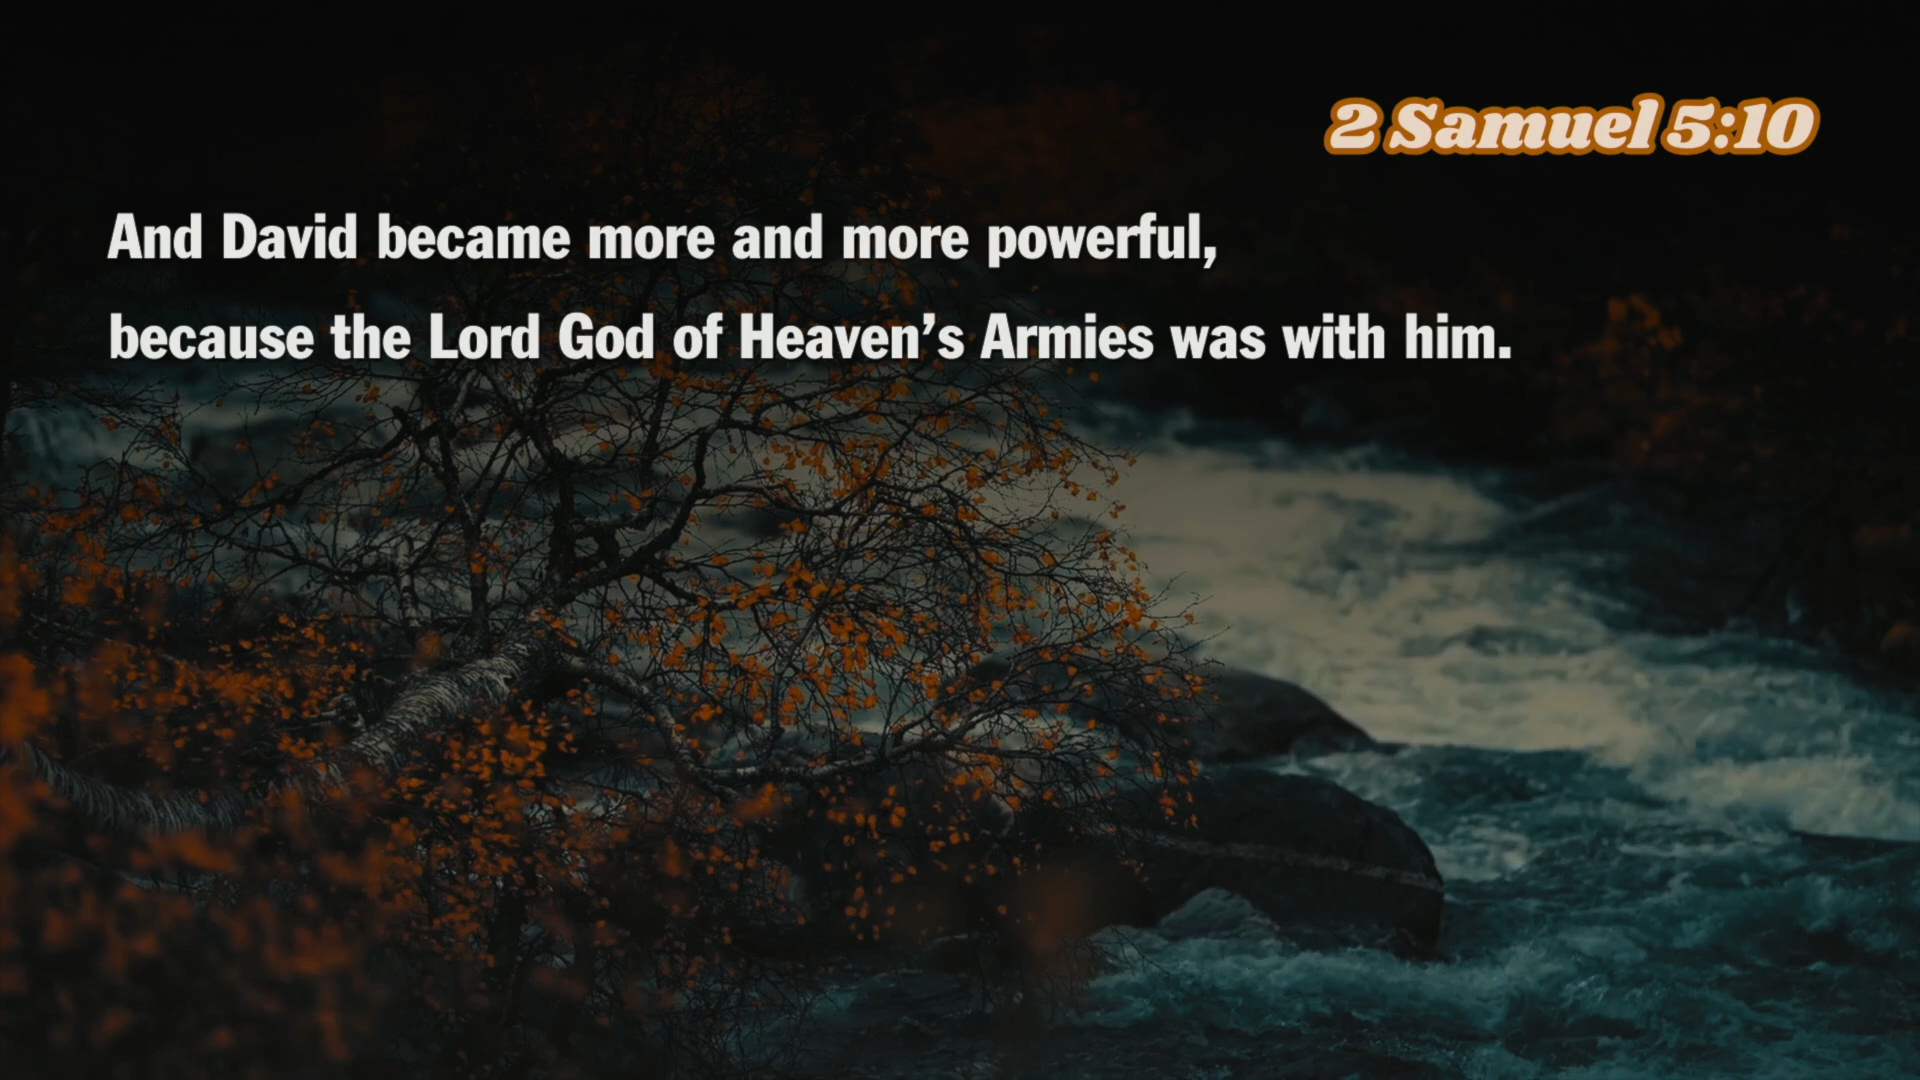 2 Samuel 5:10
And David became more and more powerful,
because the Lord God of Heaven’s Armies was with him.